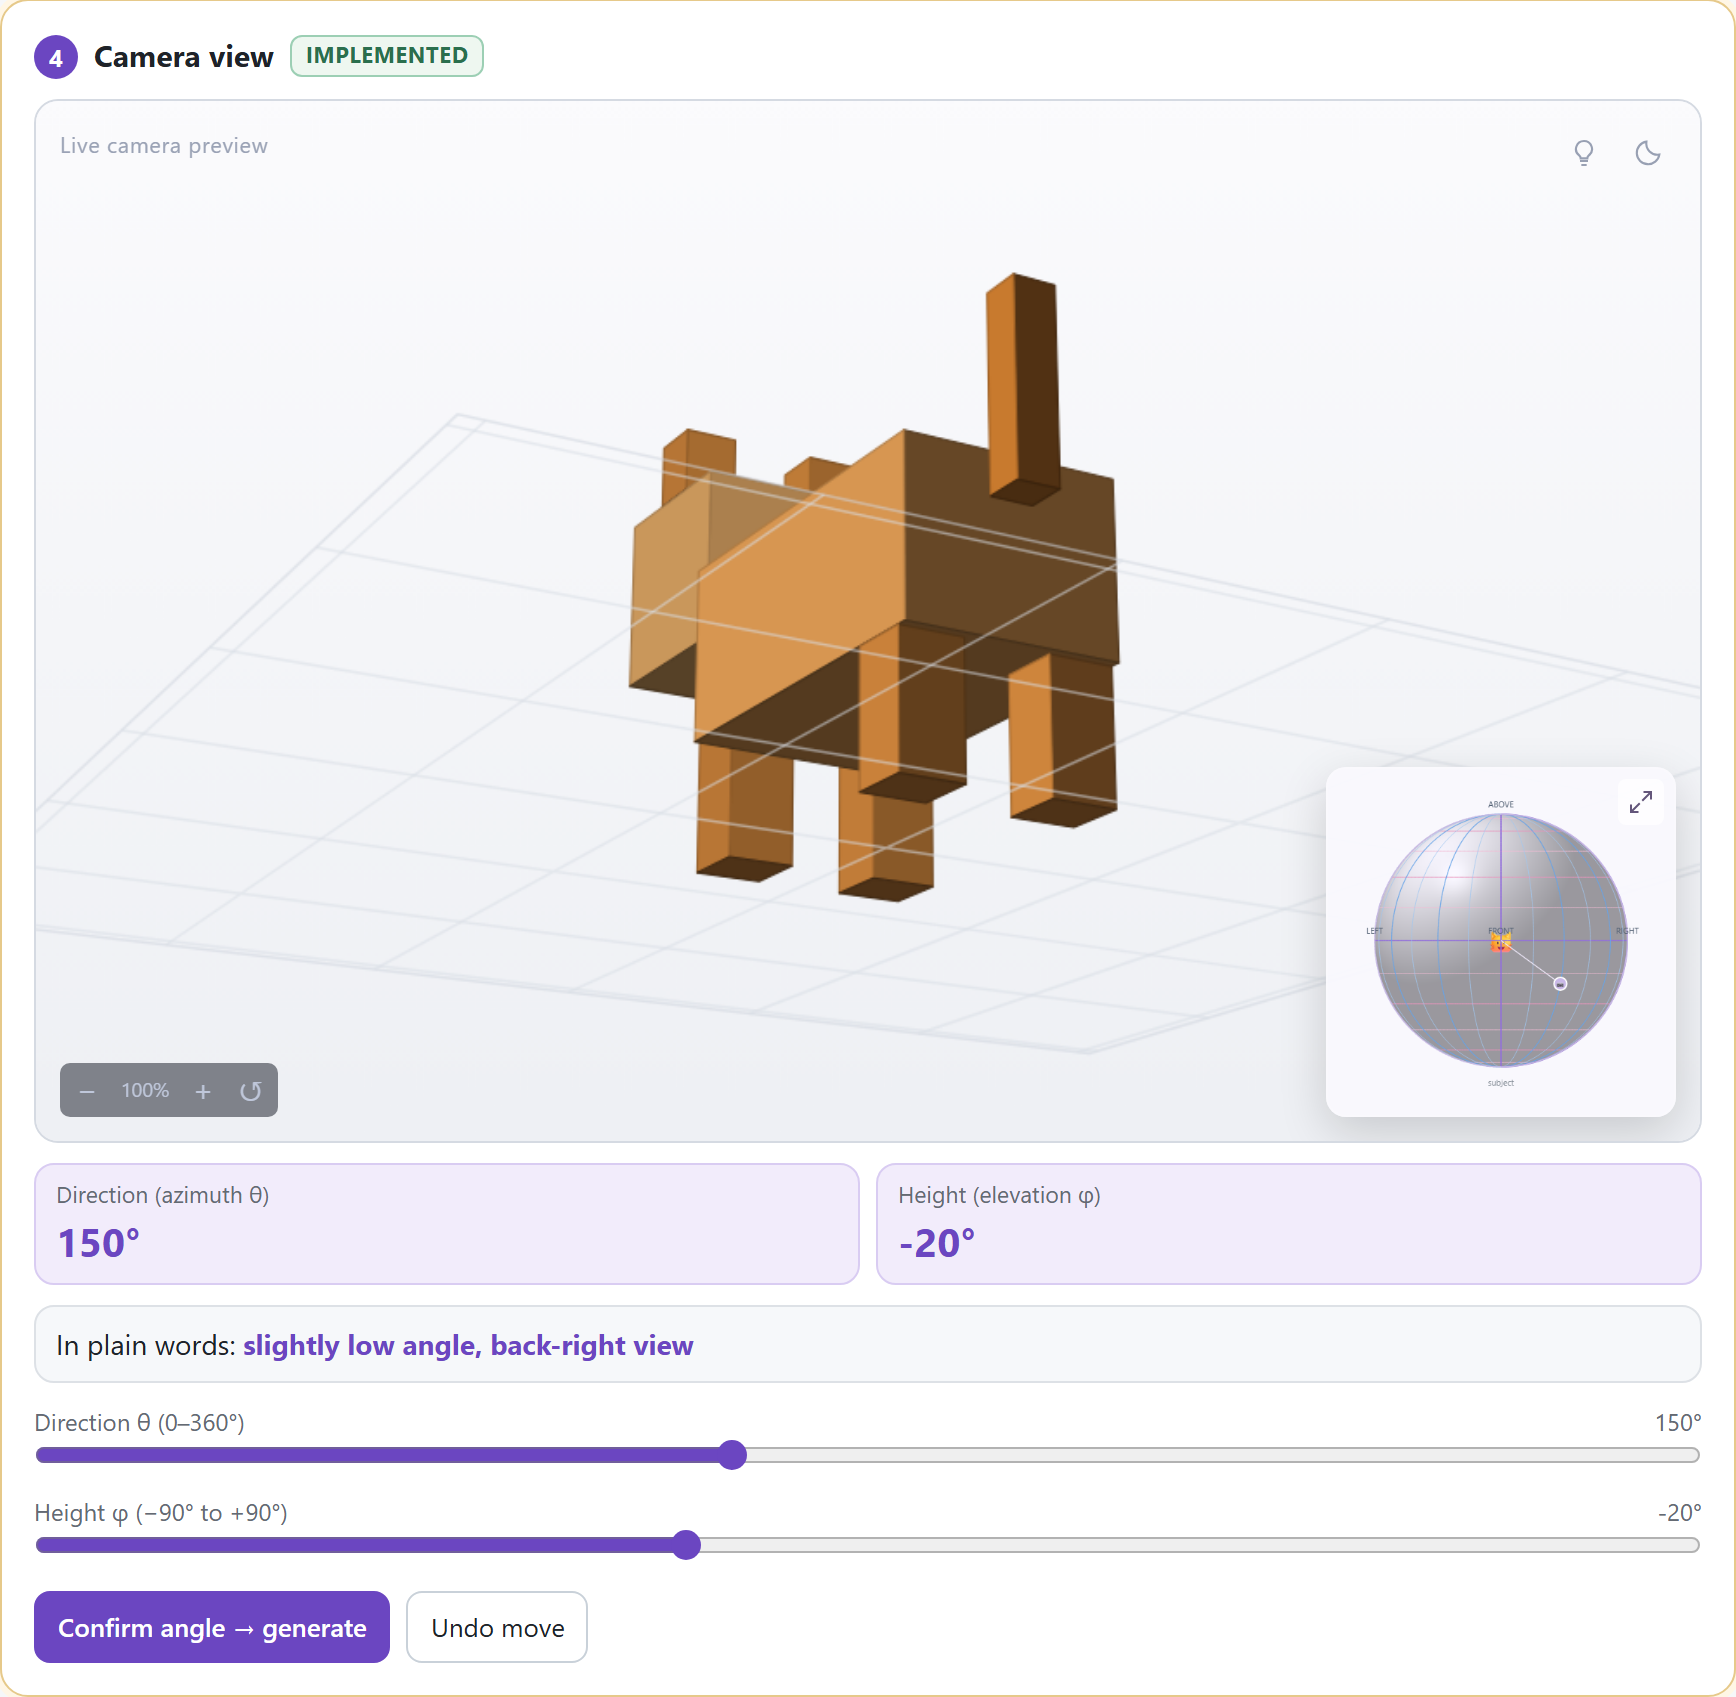 4 Camera view IMPLEMENTED
Live camera preview
ABOVE
LEFT FRONT RIGHT
subject
− 100% + ↺
Direction (azimuth θ)
150°
Height (elevation φ)
-20°
In plain words: slightly low angle, back-right view
Direction θ (0–360°) 150°
Height φ (−90° to +90°) -20°
Confirm angle → generate Undo move